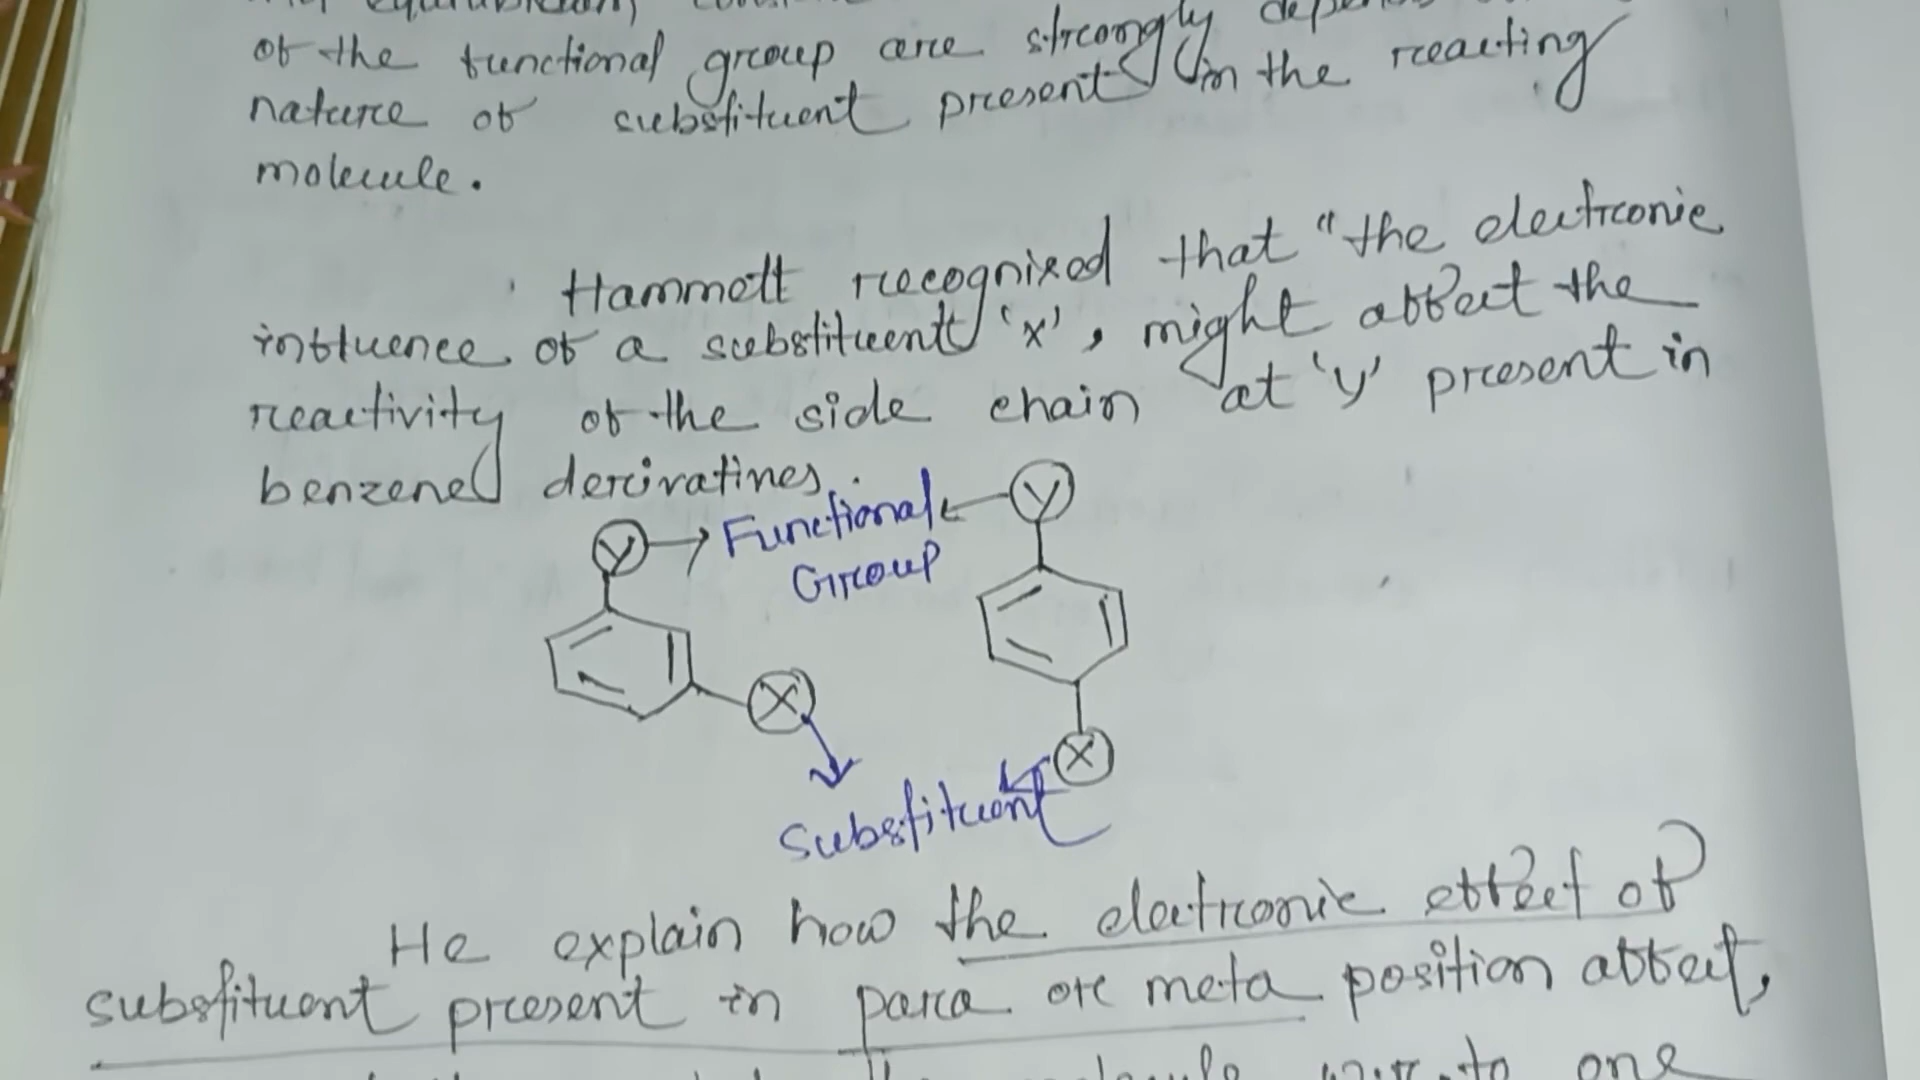 of the functional group are strongly
nature of substituent present in the reacting
molecule.
Hammett recognized that "the electronic
influence of a substituent 'x', might affect the
reactivity of the side chain at 'y' present in
benzene derivatives.
Y → Functional ← Y
Group
X
X
Substituent
He explain how the electronic effect of
substituent present in para or meta position affect,
one